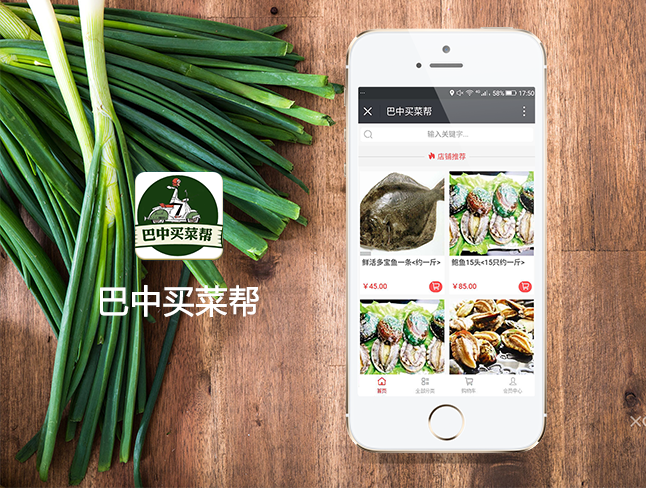 7
巴中买菜帮
巴中买菜帮
58% 17:50
× 巴中买菜帮
输入关键字...
店铺推荐
鲜活多宝鱼一条<约一斤>
¥45.00
鲍鱼15头<15只约一斤>
¥85.00
首页
全部分类
购物车
会员中心